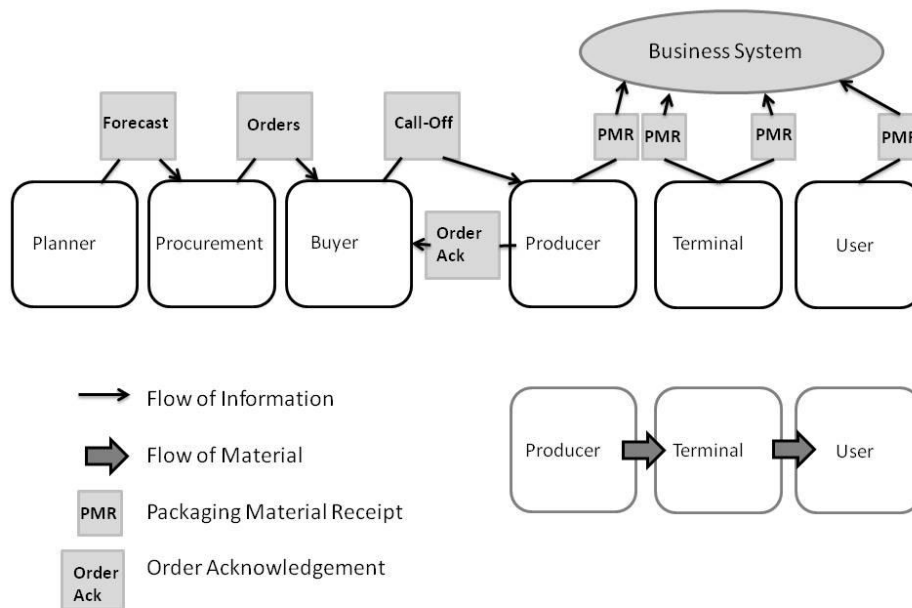 Business System
Forecast
Orders
Call-Off
PMR
PMR
PMR
PMR
Planner
Procurement
Buyer
Order
Ack
Producer
Terminal
User
Flow of Information
Flow of Material
PMR
Packaging Material Receipt
Order
Ack
Order Acknowledgement
Producer
Terminal
User